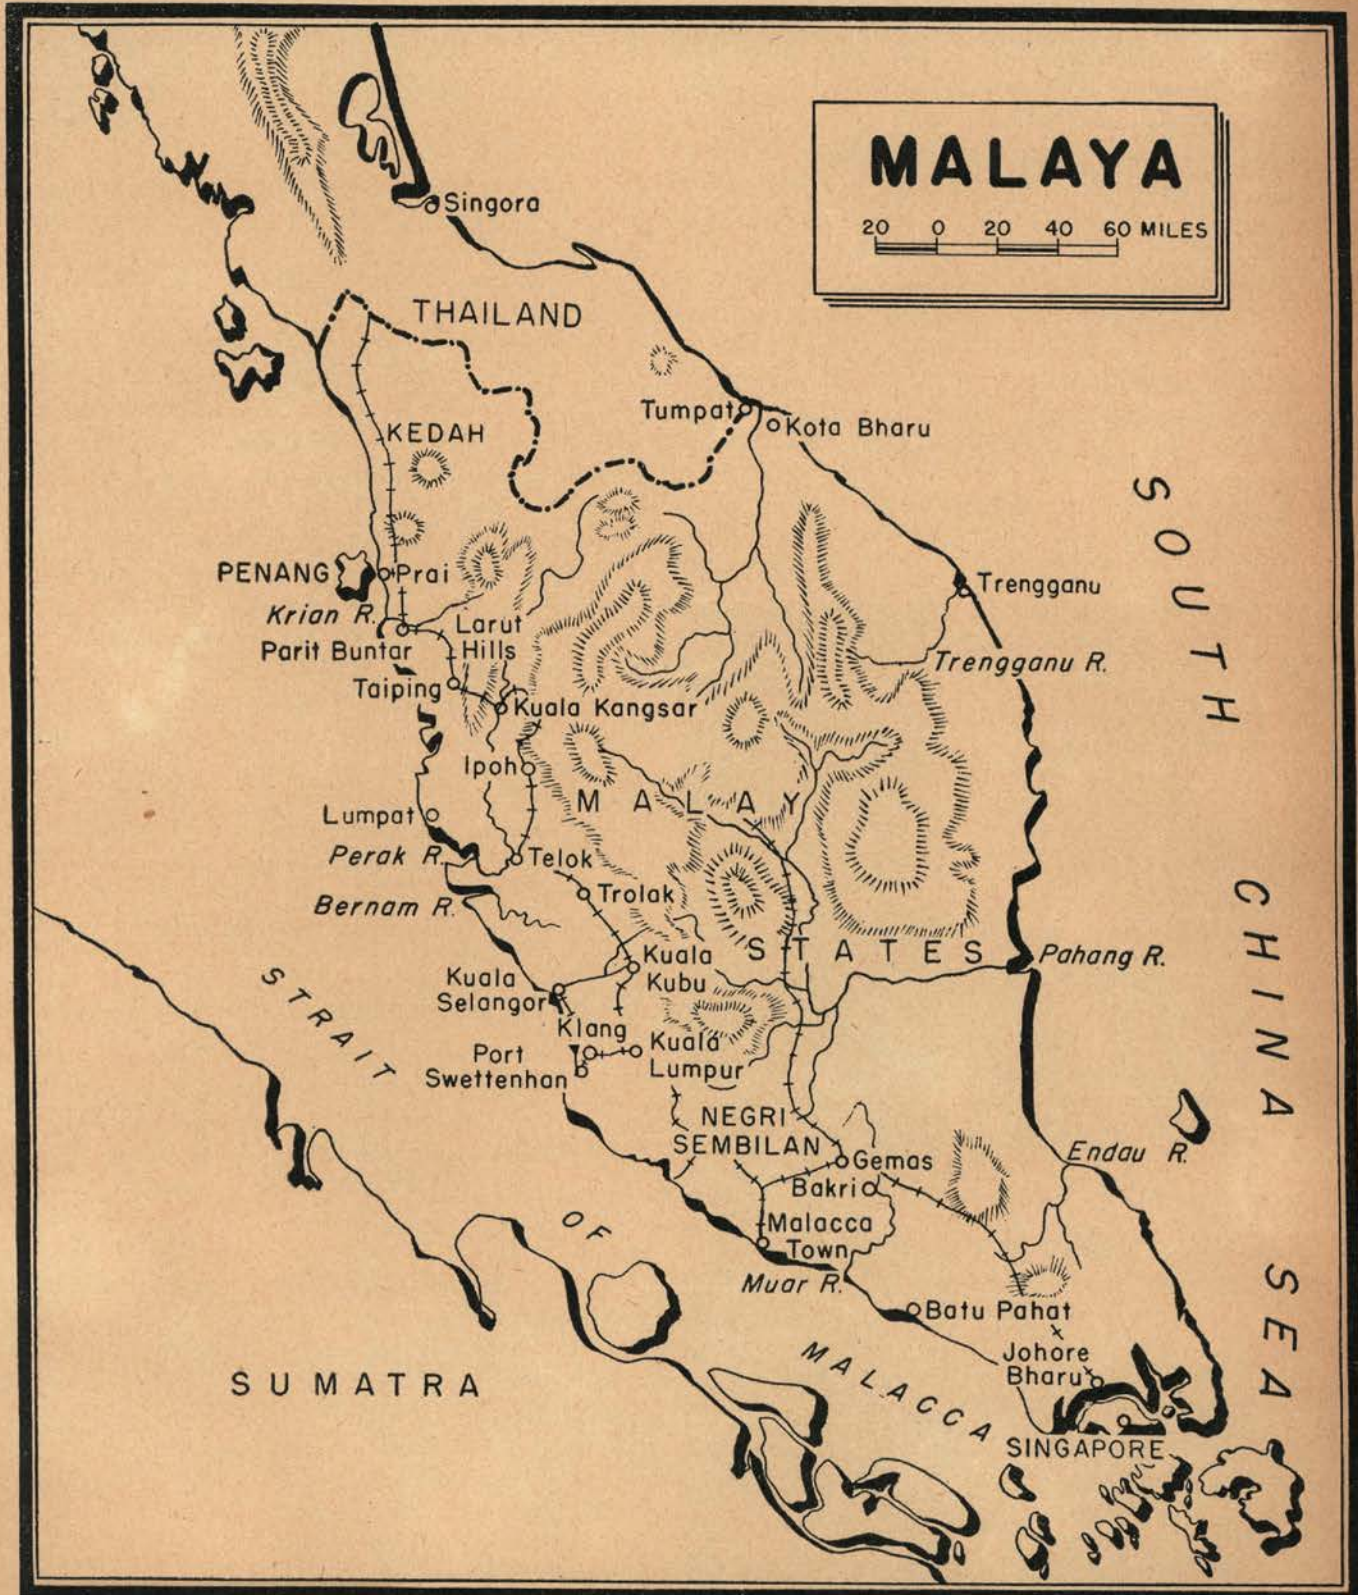 MALAYA
20 0 20 40 60 MILES
Singora
THAILAND
Tumpat
Kota Bharu
KEDAH
SOUTH
CHINA
SEA
PENANG
Prai
Trengganu
Krian R.
Larut
Hills
Parit Buntar
Trengganu R.
Taiping
Kuala Kangsar
Ipoh
MALAY
Lumpat
Perak R.
Telok
Trolak
Bernam R.
STATES
Pahang R.
Kuala
Kubu
Kuala
Selangor
Klang
Kuala
Lumpur
Port
Swettenhan
STRAIT
OF
MALACCA
NEGRI
SEMBILAN
Gemas
Endau R.
Bakri
Malacca
Town
Muar R.
Batu Pahat
Johore
Bharu
SUMATRA
SINGAPORE